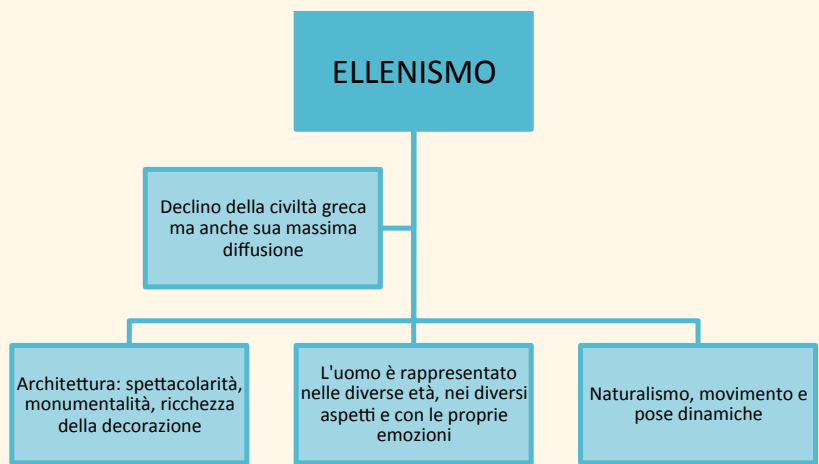 ELLENISMO
Declino della civiltà greca
ma anche sua massima
diffusione
Architettura: spettacolarità,
monumentalità, ricchezza
della decorazione
L'uomo è rappresentato
nelle diverse età, nei diversi
aspetti e con le proprie
emozioni
Naturalismo, movimento e
pose dinamiche